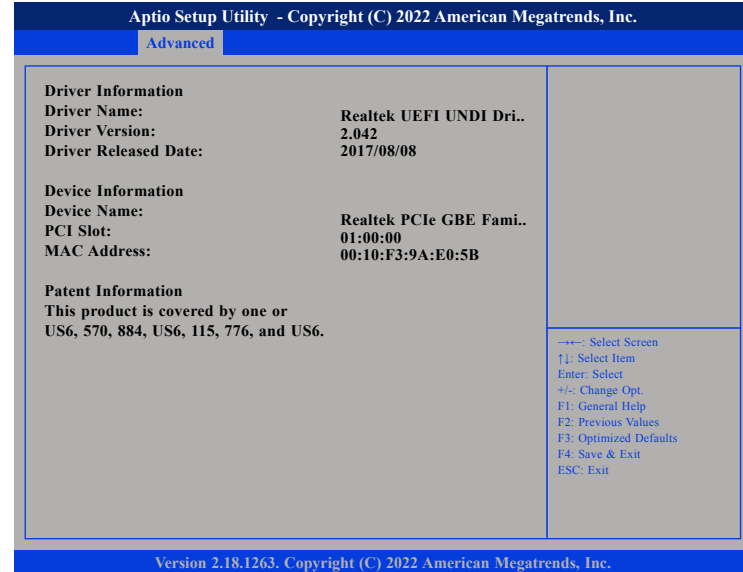 Aptio Setup Utility - Copyright (C) 2022 American Megatrends, Inc.
Advanced
Driver Information
Driver Name: Realtek UEFI UNDI Dri..
Driver Version: 2.042
Driver Released Date: 2017/08/08
Device Information
Device Name: Realtek PCIe GBE Fami..
PCI Slot: 01:00:00
MAC Address: 00:10:F3:9A:E0:5B
Patent Information
This product is covered by one or
US6, 570, 884, US6, 115, 776, and US6.
→←: Select Screen
↑↓: Select Item
Enter: Select
+/-: Change Opt.
F1: General Help
F2: Previous Values
F3: Optimized Defaults
F4: Save & Exit
ESC: Exit
Version 2.18.1263. Copyright (C) 2022 American Megatrends, Inc.